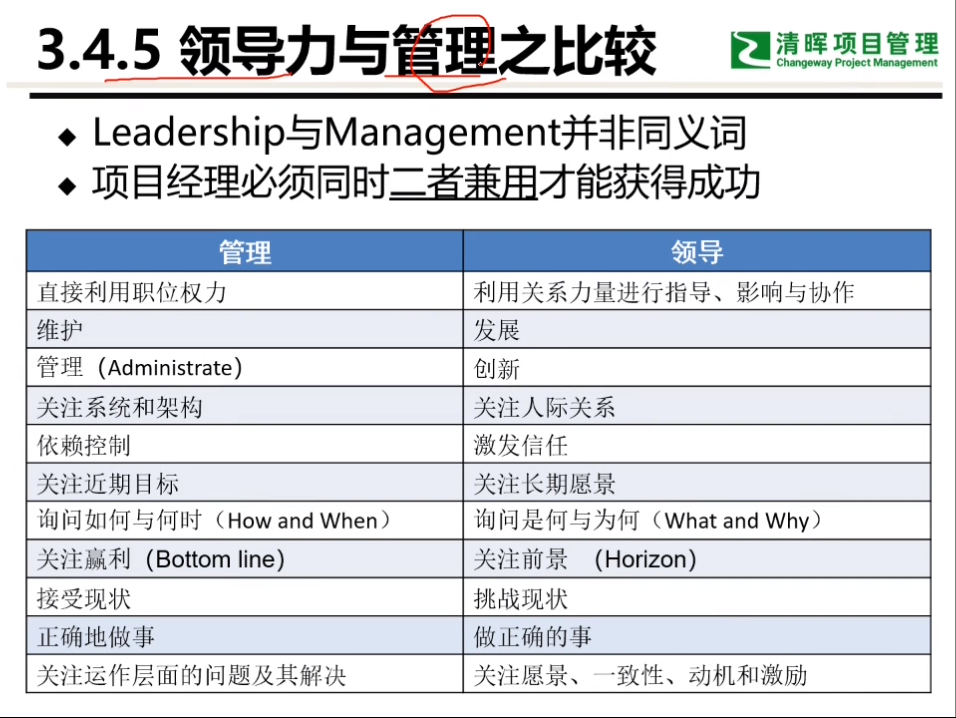 3.4.5 领导力与管理之比较
清晖项目管理
Changeway Project Management
◆ Leadership与Management并非同义词
◆ 项目经理必须同时二者兼用才能获得成功
管理 领导
直接利用职位权力 利用关系力量进行指导、影响与协作
维护 发展
管理（Administrate） 创新
关注系统和架构 关注人际关系
依赖控制 激发信任
关注近期目标 关注长期愿景
询问如何与何时（How and When） 询问是何与为何（What and Why）
关注赢利（Bottom line） 关注前景 （Horizon）
接受现状 挑战现状
正确地做事 做正确的事
关注运作层面的问题及其解决 关注愿景、一致性、动机和激励